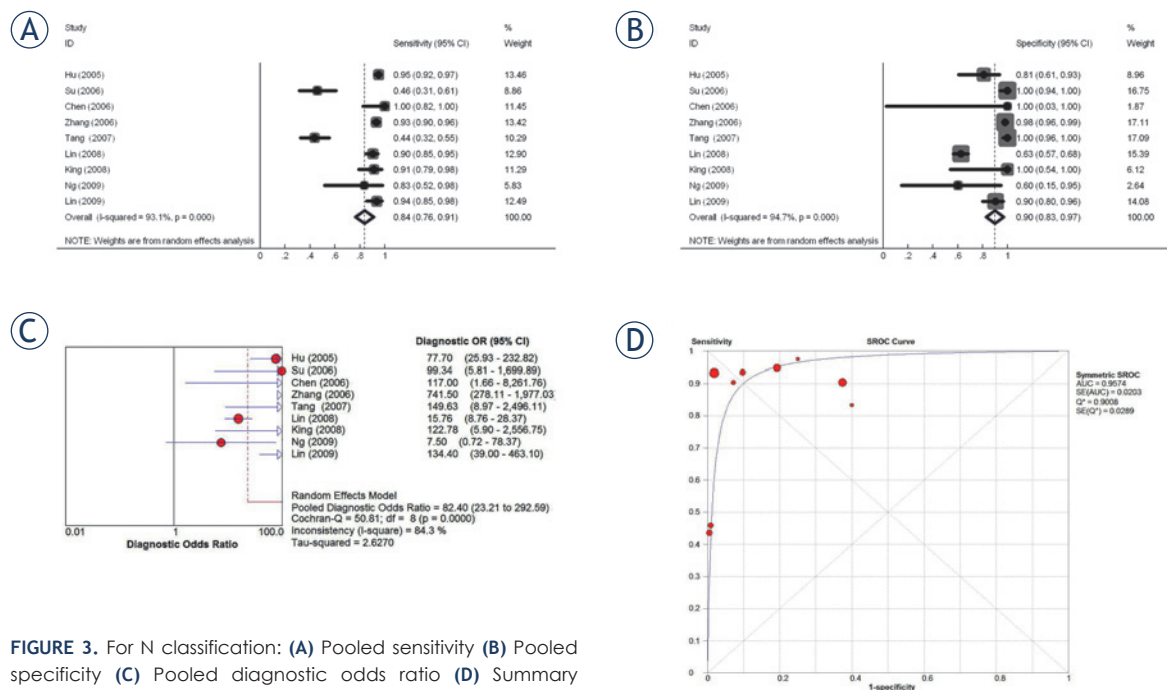 A
Study %
ID Sensitivity (95% CI) Weight
Hu (2005) 0.95 (0.92, 0.97) 13.46
Su (2006) 0.46 (0.31, 0.61) 8.86
Chen (2006) 1.00 (0.82, 1.00) 11.45
Zhang (2006) 0.93 (0.90, 0.96) 13.42
Tang (2007) 0.44 (0.32, 0.55) 10.29
Lin (2008) 0.90 (0.85, 0.95) 12.90
King (2008) 0.91 (0.79, 0.98) 11.29
Ng (2009) 0.83 (0.52, 0.98) 5.83
Lin (2009) 0.94 (0.85, 0.98) 12.49
Overall (I-squared = 93.1%, p = 0.000) 0.84 (0.76, 0.91) 100.00
NOTE: Weights are from random effects analysis
0 .2 .4 .6 .8 1
B
Study %
ID Specificity (95% CI) Weight
Hu (2005) 0.81 (0.61, 0.93) 8.96
Su (2006) 1.00 (0.94, 1.00) 16.75
Chen (2006) 1.00 (0.03, 1.00) 1.87
Zhang (2006) 0.98 (0.96, 0.99) 17.11
Tang (2007) 1.00 (0.96, 1.00) 17.09
Lin (2008) 0.63 (0.57, 0.68) 15.39
King (2008) 1.00 (0.54, 1.00) 6.12
Ng (2009) 0.60 (0.15, 0.95) 2.64
Lin (2009) 0.90 (0.80, 0.96) 14.08
Overall (I-squared = 94.7%, p = 0.000) 0.90 (0.83, 0.97) 100.00
NOTE: Weights are from random effects analysis
0 .2 .4 .6 .8 1
C
Diagnostic OR (95% CI)
Hu (2005) 77.70 (25.93 - 232.82)
Su (2006) 99.34 (5.81 - 1,699.89)
Chen (2006) 117.00 (1.66 - 8,261.76)
Zhang (2006) 741.50 (278.11 - 1,977.03)
Tang (2007) 149.63 (8.97 - 2,496.11)
Lin (2008) 15.76 (8.76 - 28.37)
King (2008) 122.78 (5.90 - 2,556.75)
Ng (2009) 7.50 (0.72 - 78.37)
Lin (2009) 134.40 (39.00 - 463.10)
Random Effects Model
Pooled Diagnostic Odds Ratio = 82.40 (23.21 to 292.59)
Cochran-Q = 50.81; df = 8 (p = 0.0000)
Inconsistency (I-square) = 84.3 %
Tau-squared = 2.6270
0.01 1 100.0
Diagnostic Odds Ratio
D
Sensitivity SROC Curve
1
0.9
0.8
0.7
0.6
0.5
0.4
0.3
0.2
0.1
0
0 0.2 0.4 0.6 0.8 1
1-specificity
Symmetric SROC
AUC = 0.9574
SE(AUC) = 0.0203
Q* = 0.9008
SE(Q*) = 0.0289
FIGURE 3. For N classification: (A) Pooled sensitivity (B) Pooled
specificity (C) Pooled diagnostic odds ratio (D) Summary